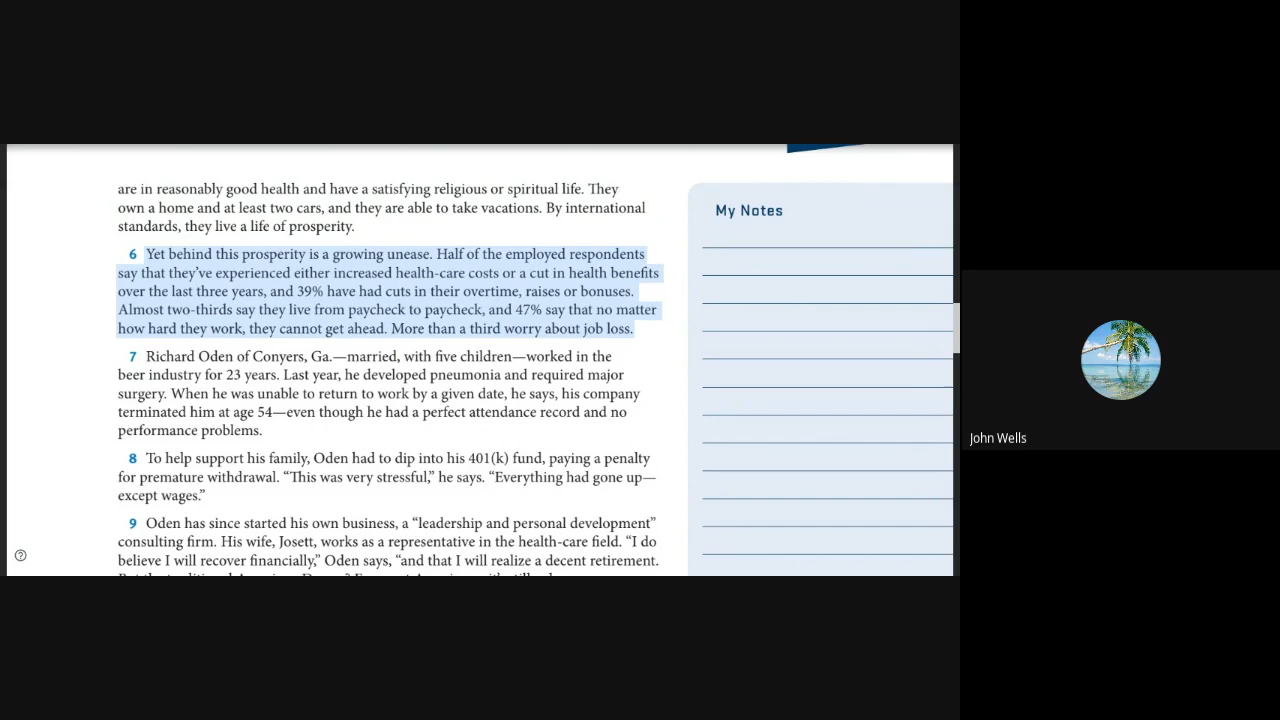 are in reasonably good health and have a satisfying religious or spiritual life. They
own a home and at least two cars, and they are able to take vacations. By international
standards, they live a life of prosperity.
6 Yet behind this prosperity is a growing unease. Half of the employed respondents
say that they’ve experienced either increased health-care costs or a cut in health benefits
over the last three years, and 39% have had cuts in their overtime, raises or bonuses.
Almost two-thirds say they live from paycheck to paycheck, and 47% say that no matter
how hard they work, they cannot get ahead. More than a third worry about job loss.
7 Richard Oden of Conyers, Ga.—married, with five children—worked in the
beer industry for 23 years. Last year, he developed pneumonia and required major
surgery. When he was unable to return to work by a given date, he says, his company
terminated him at age 54—even though he had a perfect attendance record and no
performance problems.
8 To help support his family, Oden had to dip into his 401(k) fund, paying a penalty
for premature withdrawal. “This was very stressful,” he says. “Everything had gone up—
except wages.”
9 Oden has since started his own business, a “leadership and personal development”
consulting firm. His wife, Josett, works as a representative in the health-care field. “I do
believe I will recover financially,” Oden says, “and that I will realize a decent retirement.
My Notes
John Wells